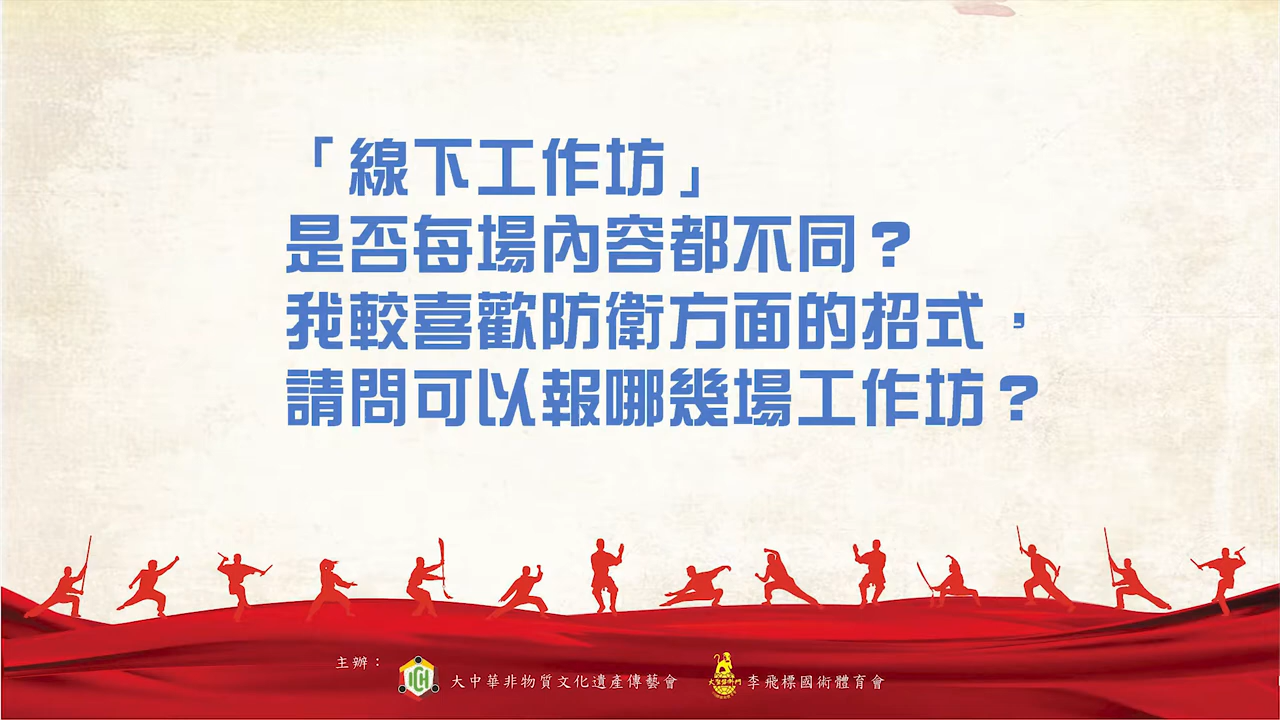 「線下工作坊」
是否每場內容都不同？
我較喜歡防衛方面的招式，
請問可以報哪幾場工作坊？
主辦：
ICH
大中華非物質文化遺產傳藝會
李飛標國術體育會